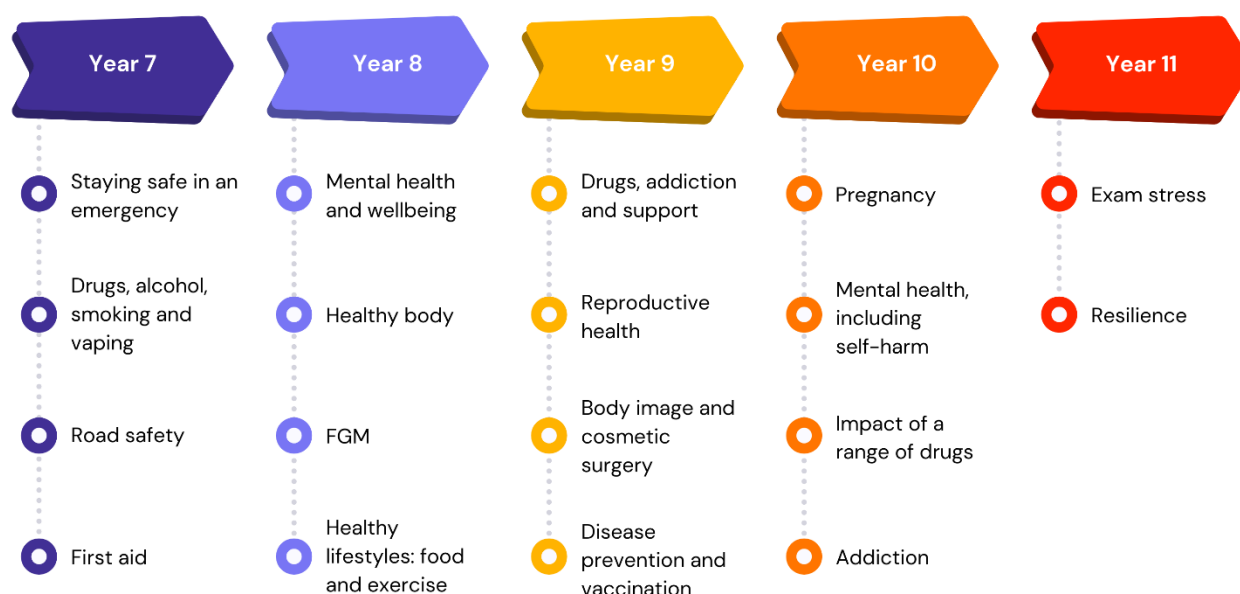 Year 7
Staying safe in an
emergency
Drugs, alcohol,
smoking and
vaping
Road safety
First aid
Year 8
Mental health
and wellbeing
Healthy body
FGM
Healthy
lifestyles: food
and exercise
Year 9
Drugs, addiction
and support
Reproductive
health
Body image and
cosmetic
surgery
Disease
prevention and
vaccination
Year 10
Pregnancy
Mental health,
including
self-harm
Impact of a
range of drugs
Addiction
Year 11
Exam stress
Resilience